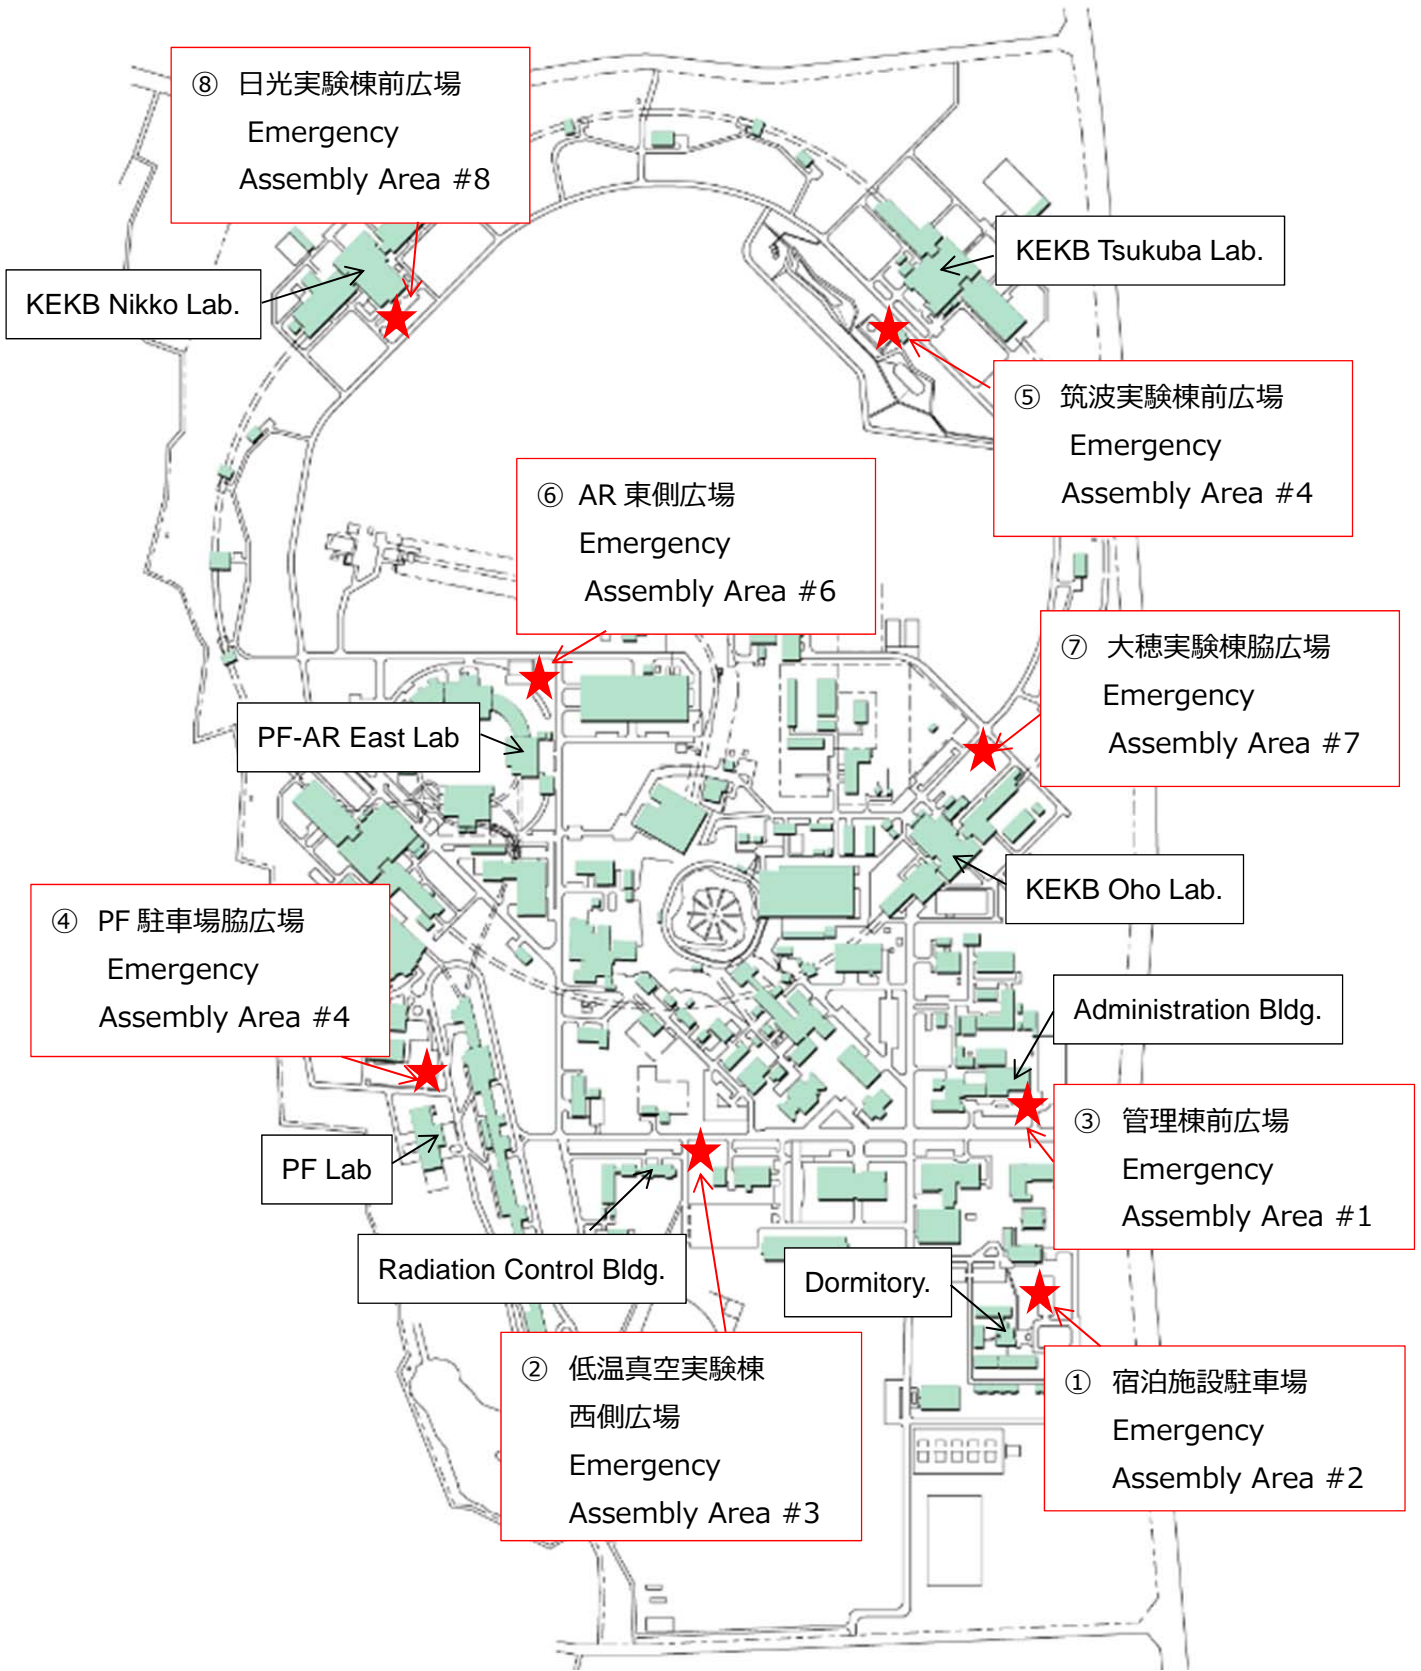 ⑧ 日光実験棟前広場
Emergency
Assembly Area #8
KEKB Tsukuba Lab.
KEKB Nikko Lab.
⑤ 筑波実験棟前広場
Emergency
Assembly Area #4
⑥ AR 東側広場
Emergency
Assembly Area #6
⑦ 大穂実験棟脇広場
Emergency
Assembly Area #7
PF-AR East Lab
KEKB Oho Lab.
④ PF 駐車場脇広場
Emergency
Assembly Area #4
Administration Bldg.
③ 管理棟前広場
Emergency
Assembly Area #1
PF Lab
Radiation Control Bldg.
Dormitory.
② 低温真空実験棟
西側広場
Emergency
Assembly Area #3
① 宿泊施設駐車場
Emergency
Assembly Area #2